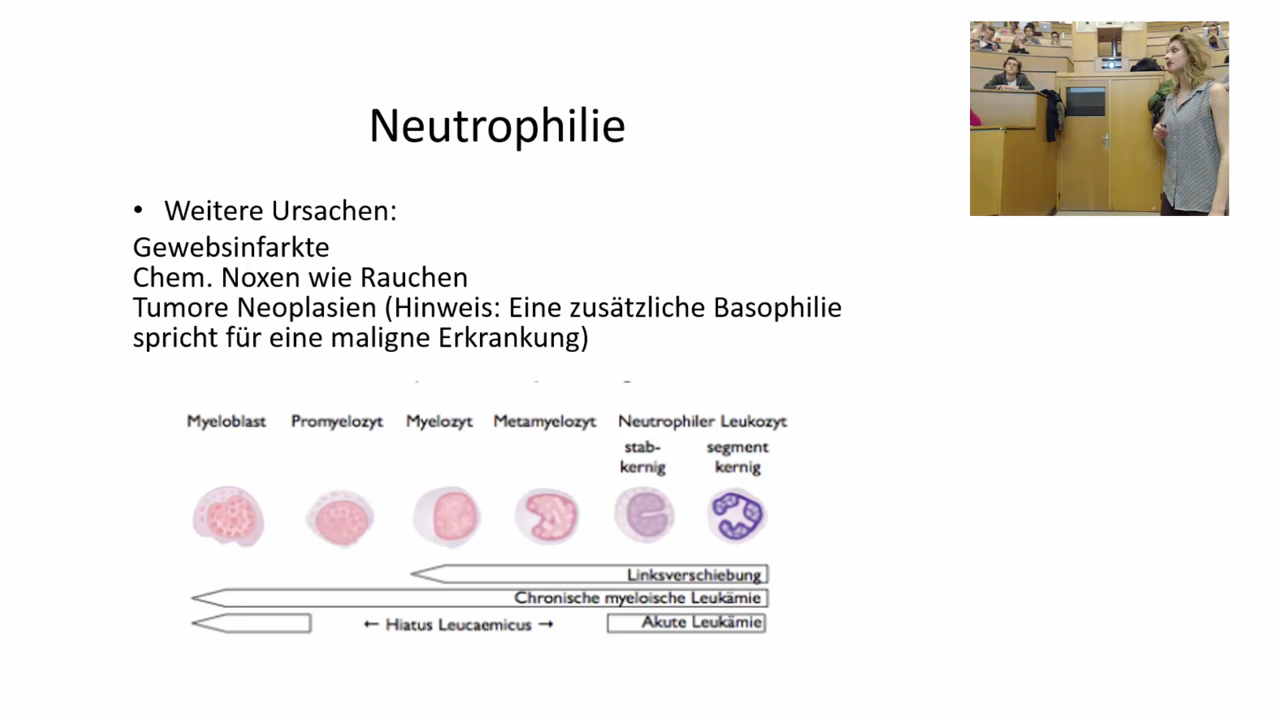 Neutrophilie
• Weitere Ursachen:
Gewebsinfarkte
Chem. Noxen wie Rauchen
Tumore Neoplasien (Hinweis: Eine zusätzliche Basophilie
spricht für eine maligne Erkrankung)
Myeloblast Promyelozyt Myelozyt Metamyelozyt Neutrophiler Leukozyt
stab- segment
kernig kernig
Linksverschiebung
Chronische myeloische Leukämie
← Hiatus Leucaemicus → Akute Leukämie